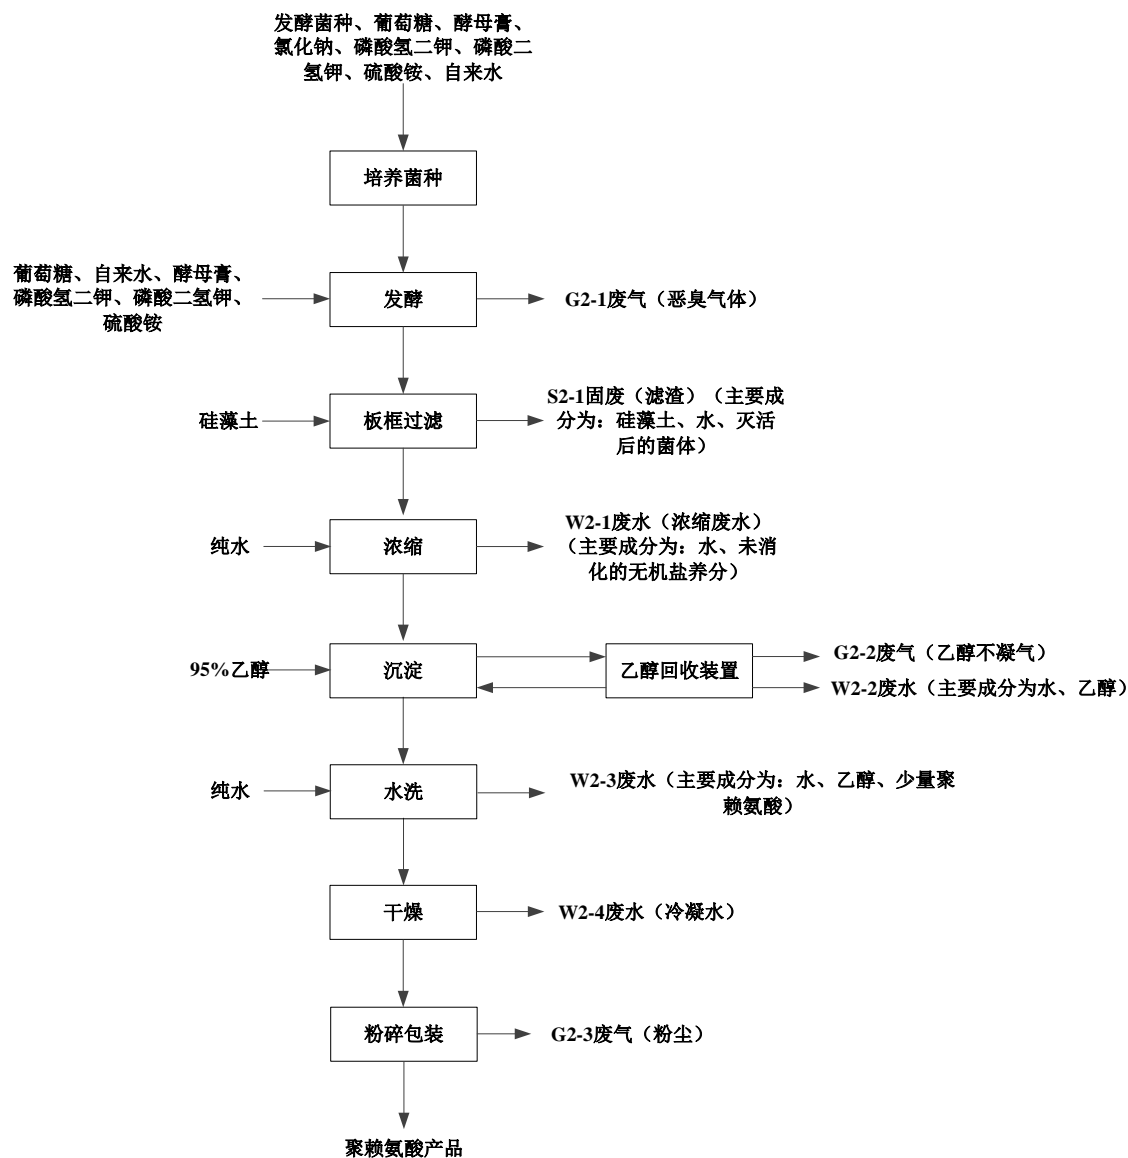 发酵菌种、葡萄糖、酵母膏、
氯化钠、磷酸氢二钾、磷酸二
氢钾、硫酸铵、自来水
培养菌种
葡萄糖、自来水、酵母膏、
磷酸氢二钾、磷酸二氢钾、
硫酸铵
发酵
G2-1废气（恶臭气体）
硅藻土
板框过滤
S2-1固废（滤渣）（主要成
分为：硅藻土、水、灭活
后的菌体）
纯水
浓缩
W2-1废水（浓缩废水）
（主要成分为：水、未消
化的无机盐养分）
95%乙醇
沉淀
乙醇回收装置
G2-2废气（乙醇不凝气）
W2-2废水（主要成分为水、乙醇）
纯水
水洗
W2-3废水（主要成分为：水、乙醇、少量聚
赖氨酸）
干燥
W2-4废水（冷凝水）
粉碎包装
G2-3废气（粉尘）
聚赖氨酸产品